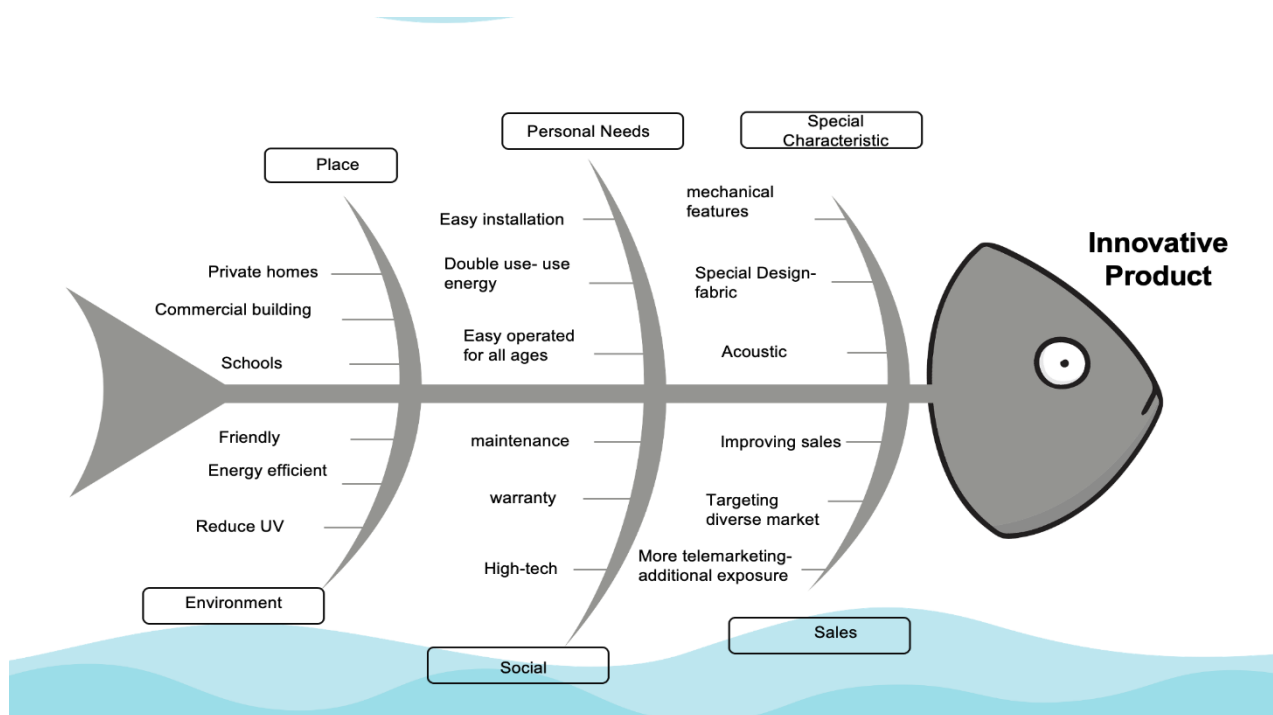 Place
Personal Needs
Special
Characteristic
Private homes
Commercial building
Schools
Easy installation
Double use- use
energy
Easy operated
for all ages
mechanical
features
Special Design-
fabric
Acoustic
Innovative
Product
Friendly
Energy efficient
Reduce UV
maintenance
warranty
High-tech
Improving sales
Targeting
diverse market
More telemarketing-
additional exposure
Environment
Social
Sales